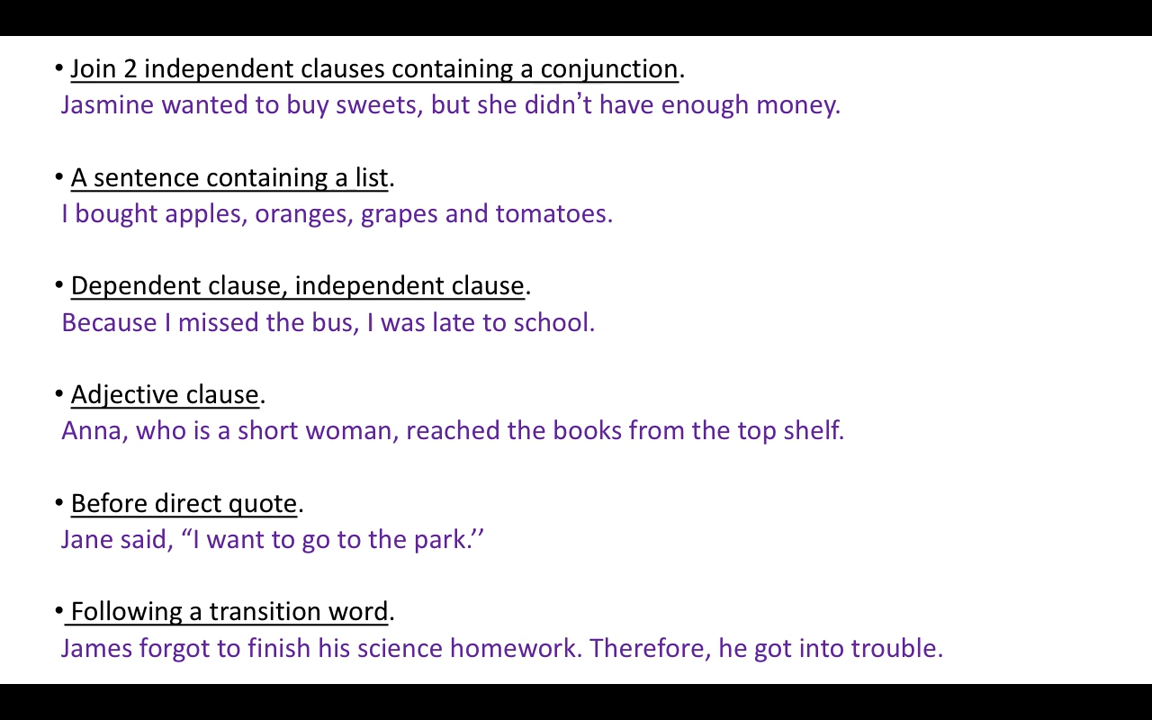 • Join 2 independent clauses containing a conjunction.
Jasmine wanted to buy sweets, but she didn’t have enough money.
• A sentence containing a list.
I bought apples, oranges, grapes and tomatoes.
• Dependent clause, independent clause.
Because I missed the bus, I was late to school.
• Adjective clause.
Anna, who is a short woman, reached the books from the top shelf.
• Before direct quote.
Jane said, “I want to go to the park.’’
• Following a transition word.
James forgot to finish his science homework. Therefore, he got into trouble.